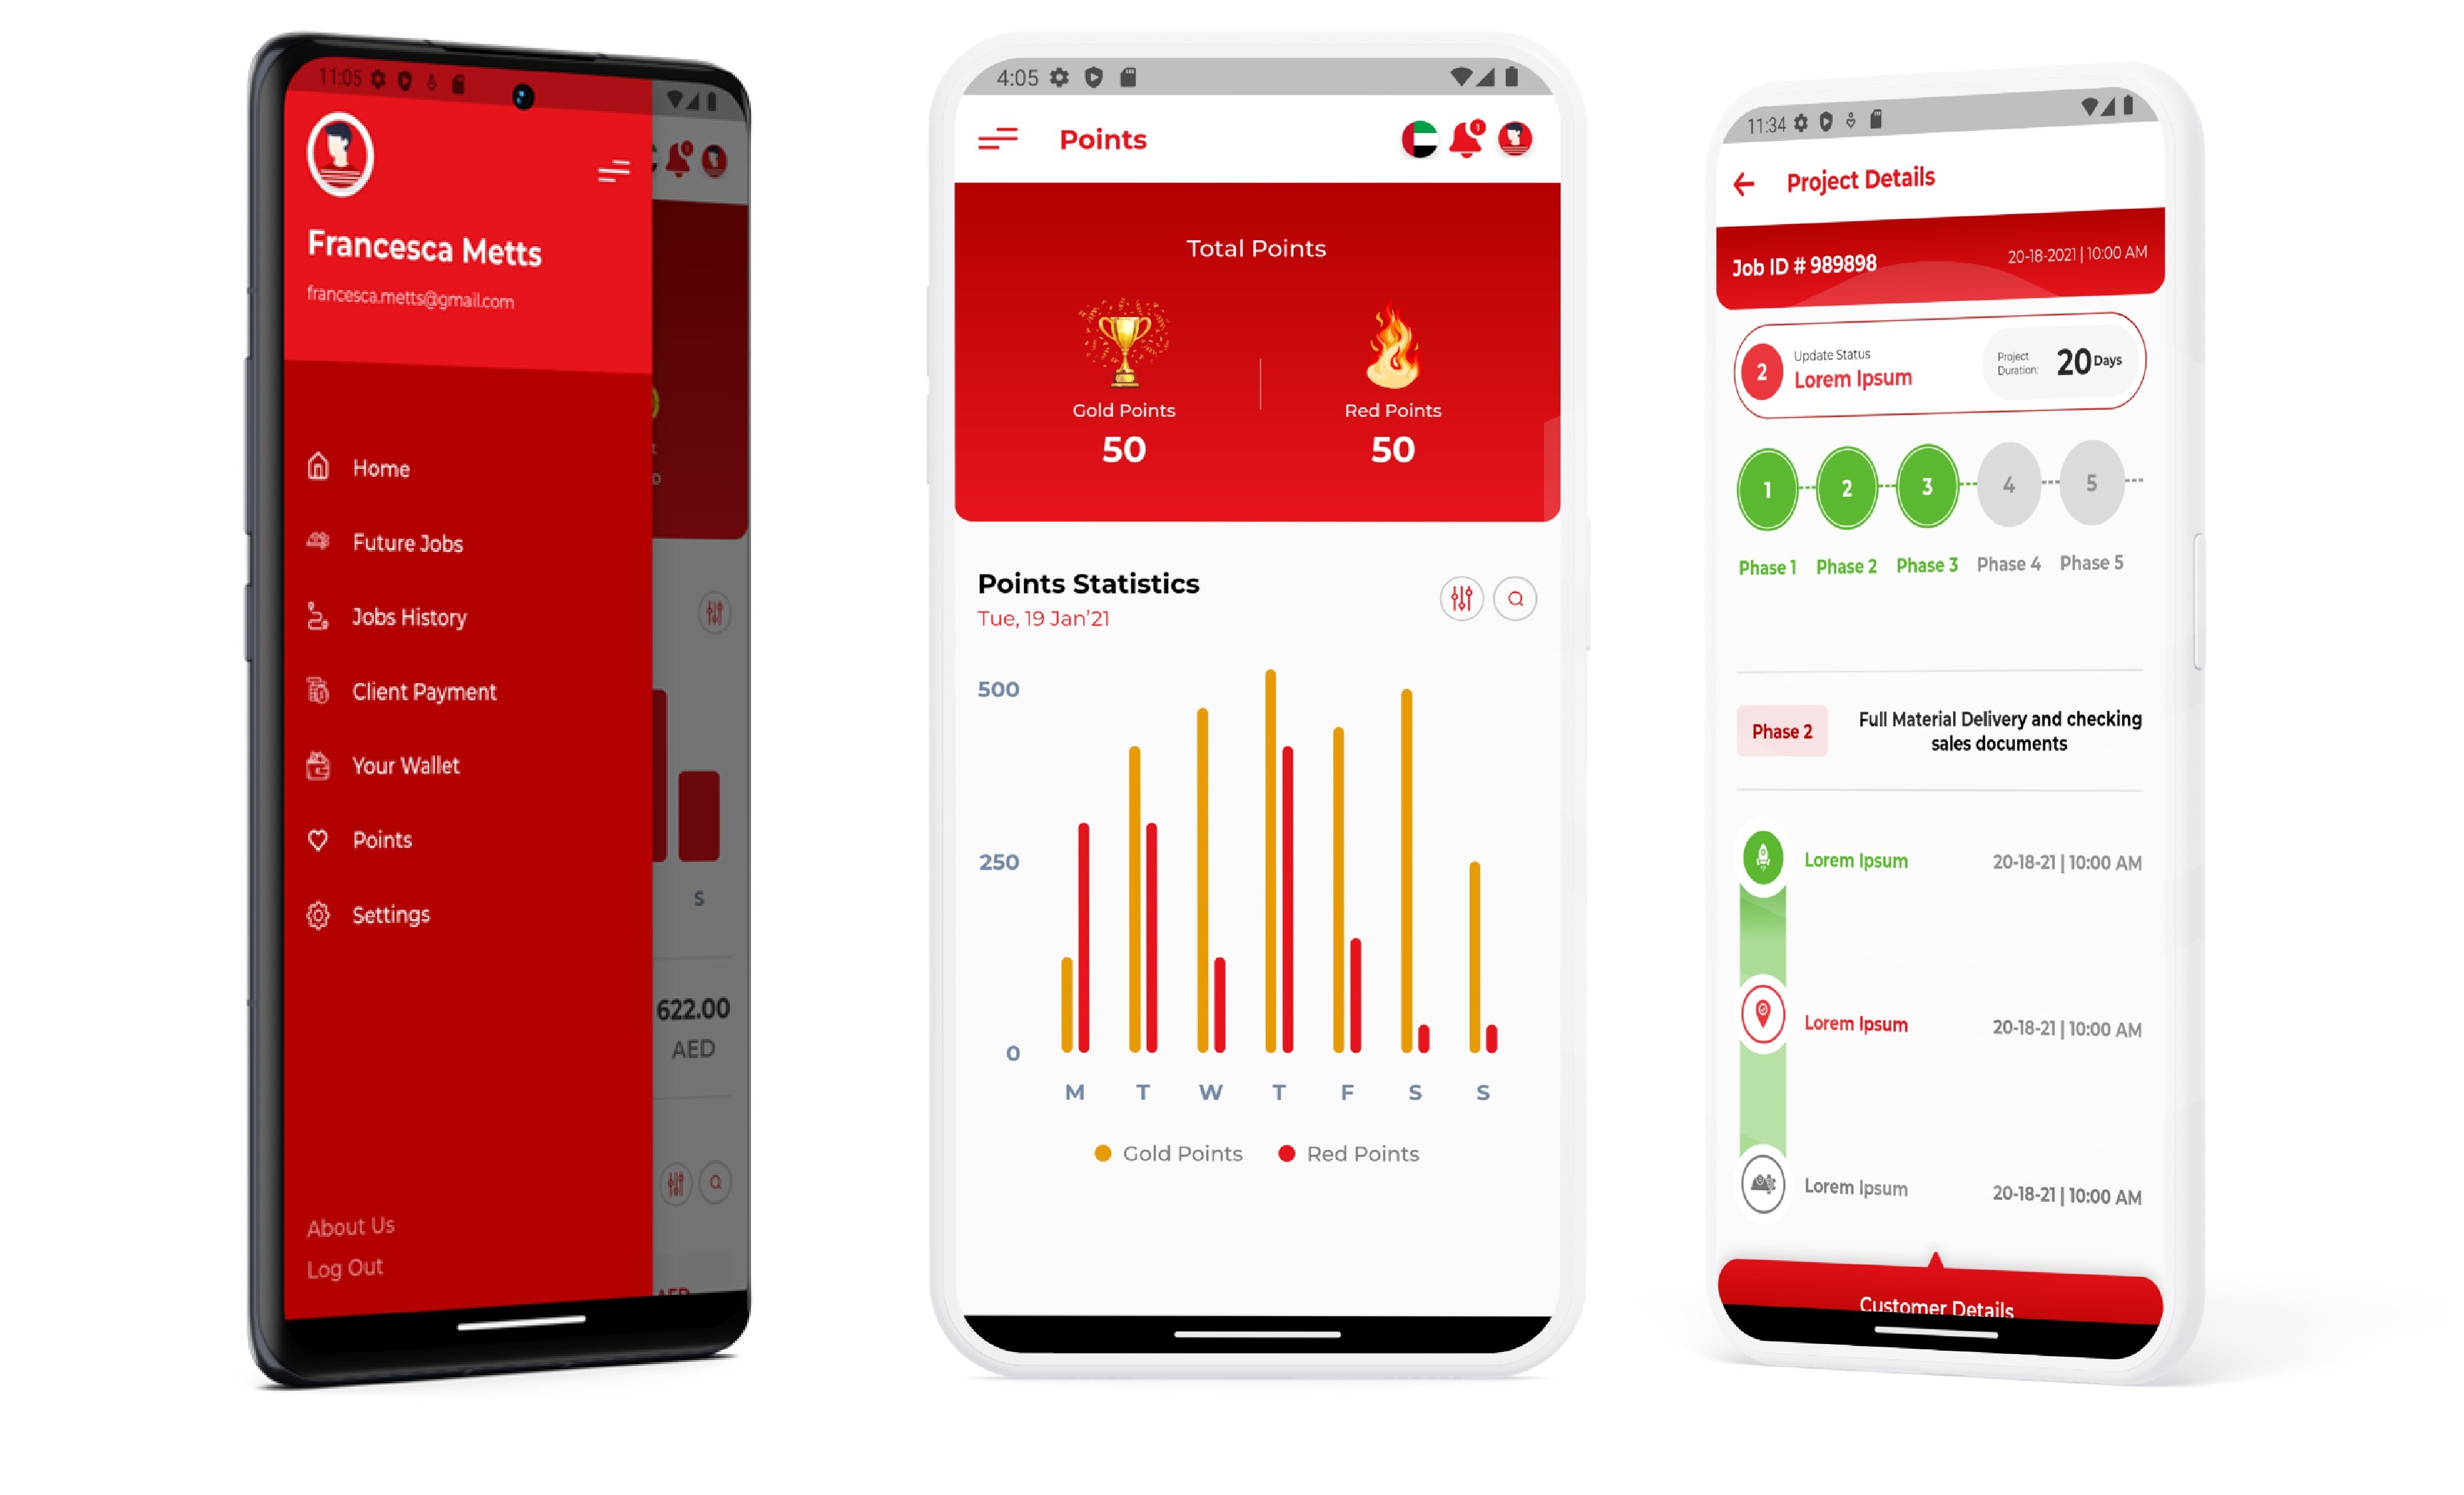 11:05
Francesca Metts
francesca.metts@gmail.com
Home
Future Jobs
Jobs History
Client Payment
Your Wallet
Points
Settings
About Us
Log Out
S
622.00
AED
4:05
Points
1
Total Points
Gold Points
50
Red Points
50
Points Statistics
Tue, 19 Jan’21
500
250
0
M T W T F S S
Gold Points Red Points
11:34
Project Details
Job ID # 989898
20-18-2021 | 10:00 AM
2
Update Status
Lorem Ipsum
Project
Duration:
20 Days
1 2 3 4 5
Phase 1 Phase 2 Phase 3 Phase 4 Phase 5
Phase 2
Full Material Delivery and checking
sales documents
Lorem Ipsum 20-18-21 | 10:00 AM
Lorem Ipsum 20-18-21 | 10:00 AM
Lorem Ipsum 20-18-21 | 10:00 AM
Customer Details